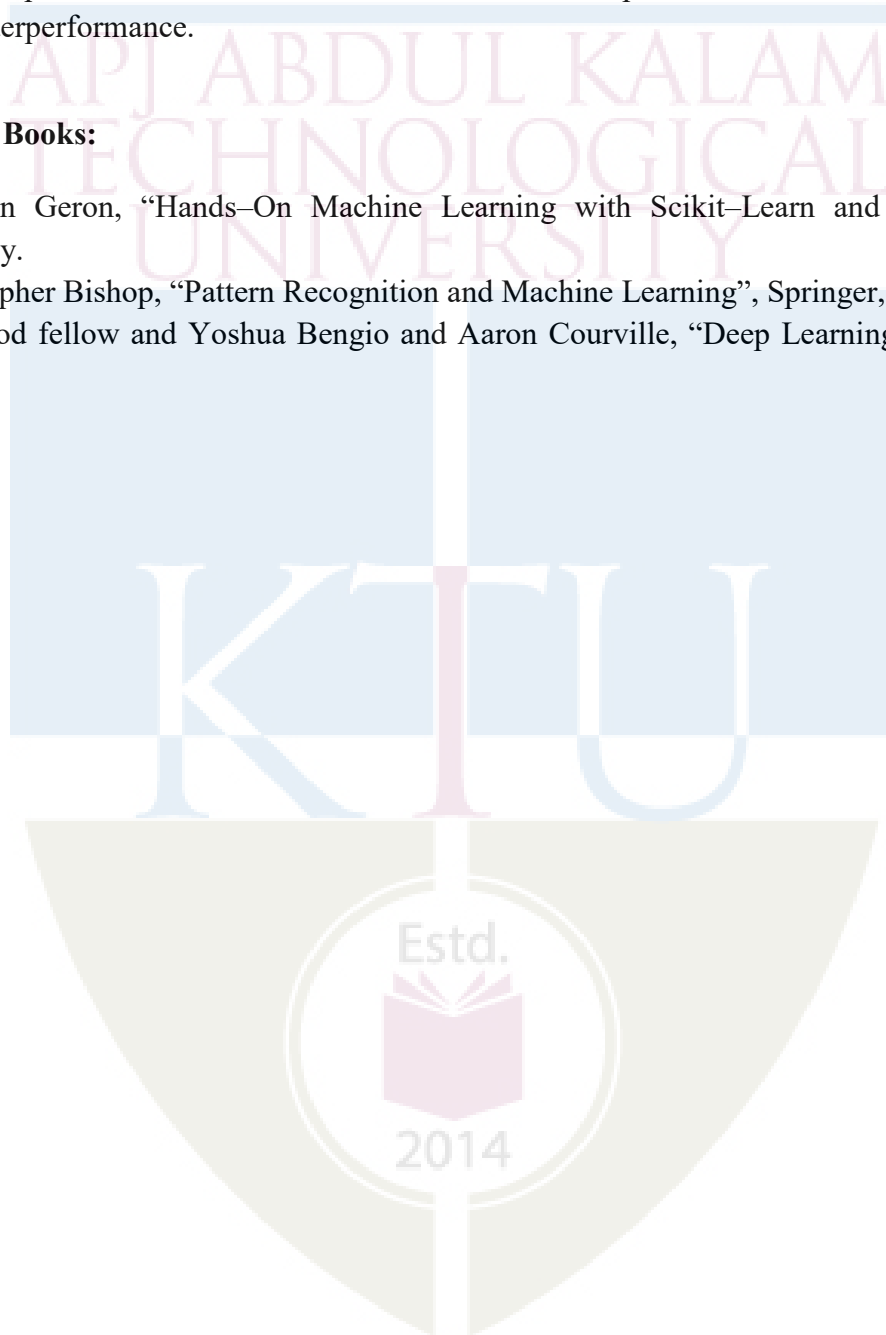 erperformance.
APJ ABDUL KALAM
Books:
TECHNOLOGICAL
n Geron, “Hands–On Machine Learning with Scikit–Learn and
UNIVERSITY
y.
pher Bishop, “Pattern Recognition and Machine Learning”, Springer,
od fellow and Yoshua Bengio and Aaron Courville, “Deep Learning
KTU
Estd.
2014